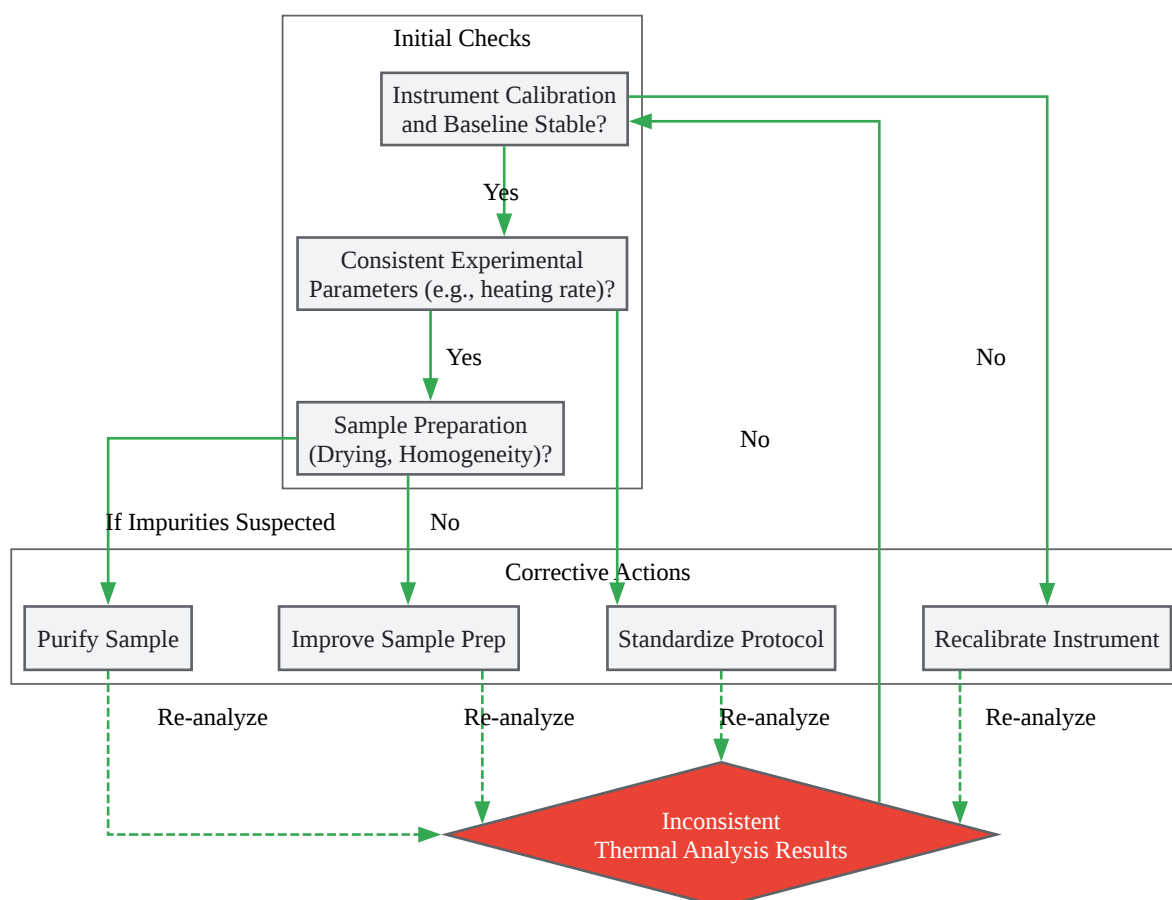 Initial Checks
Instrument Calibration
and Baseline Stable?
Yes
Consistent Experimental
Parameters (e.g., heating rate)?
Yes
No
Sample Preparation
(Drying, Homogeneity)?
No
If Impurities Suspected
No
Corrective Actions
Purify Sample
Improve Sample Prep
Standardize Protocol
Recalibrate Instrument
Re-analyze
Re-analyze
Re-analyze
Re-analyze
Inconsistent
Thermal Analysis Results